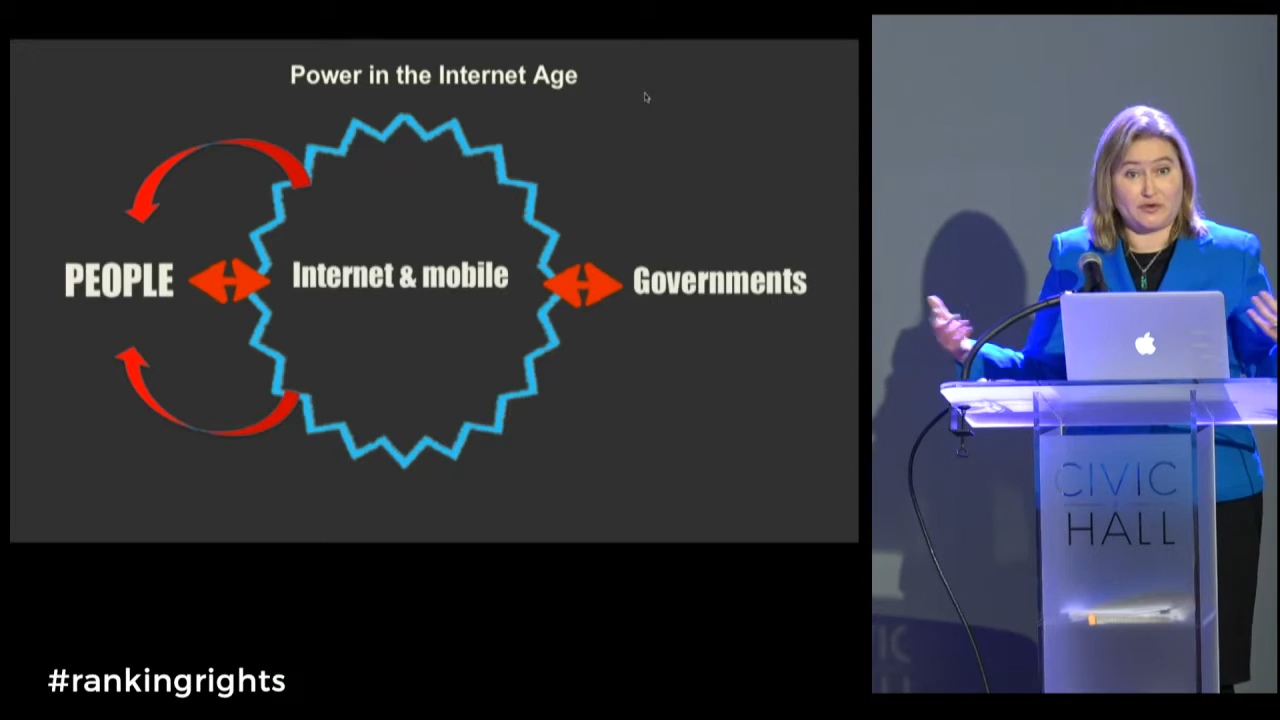 Power in the Internet Age
PEOPLE
Internet & mobile
Governments
CIVIC
HALL
#rankingrights